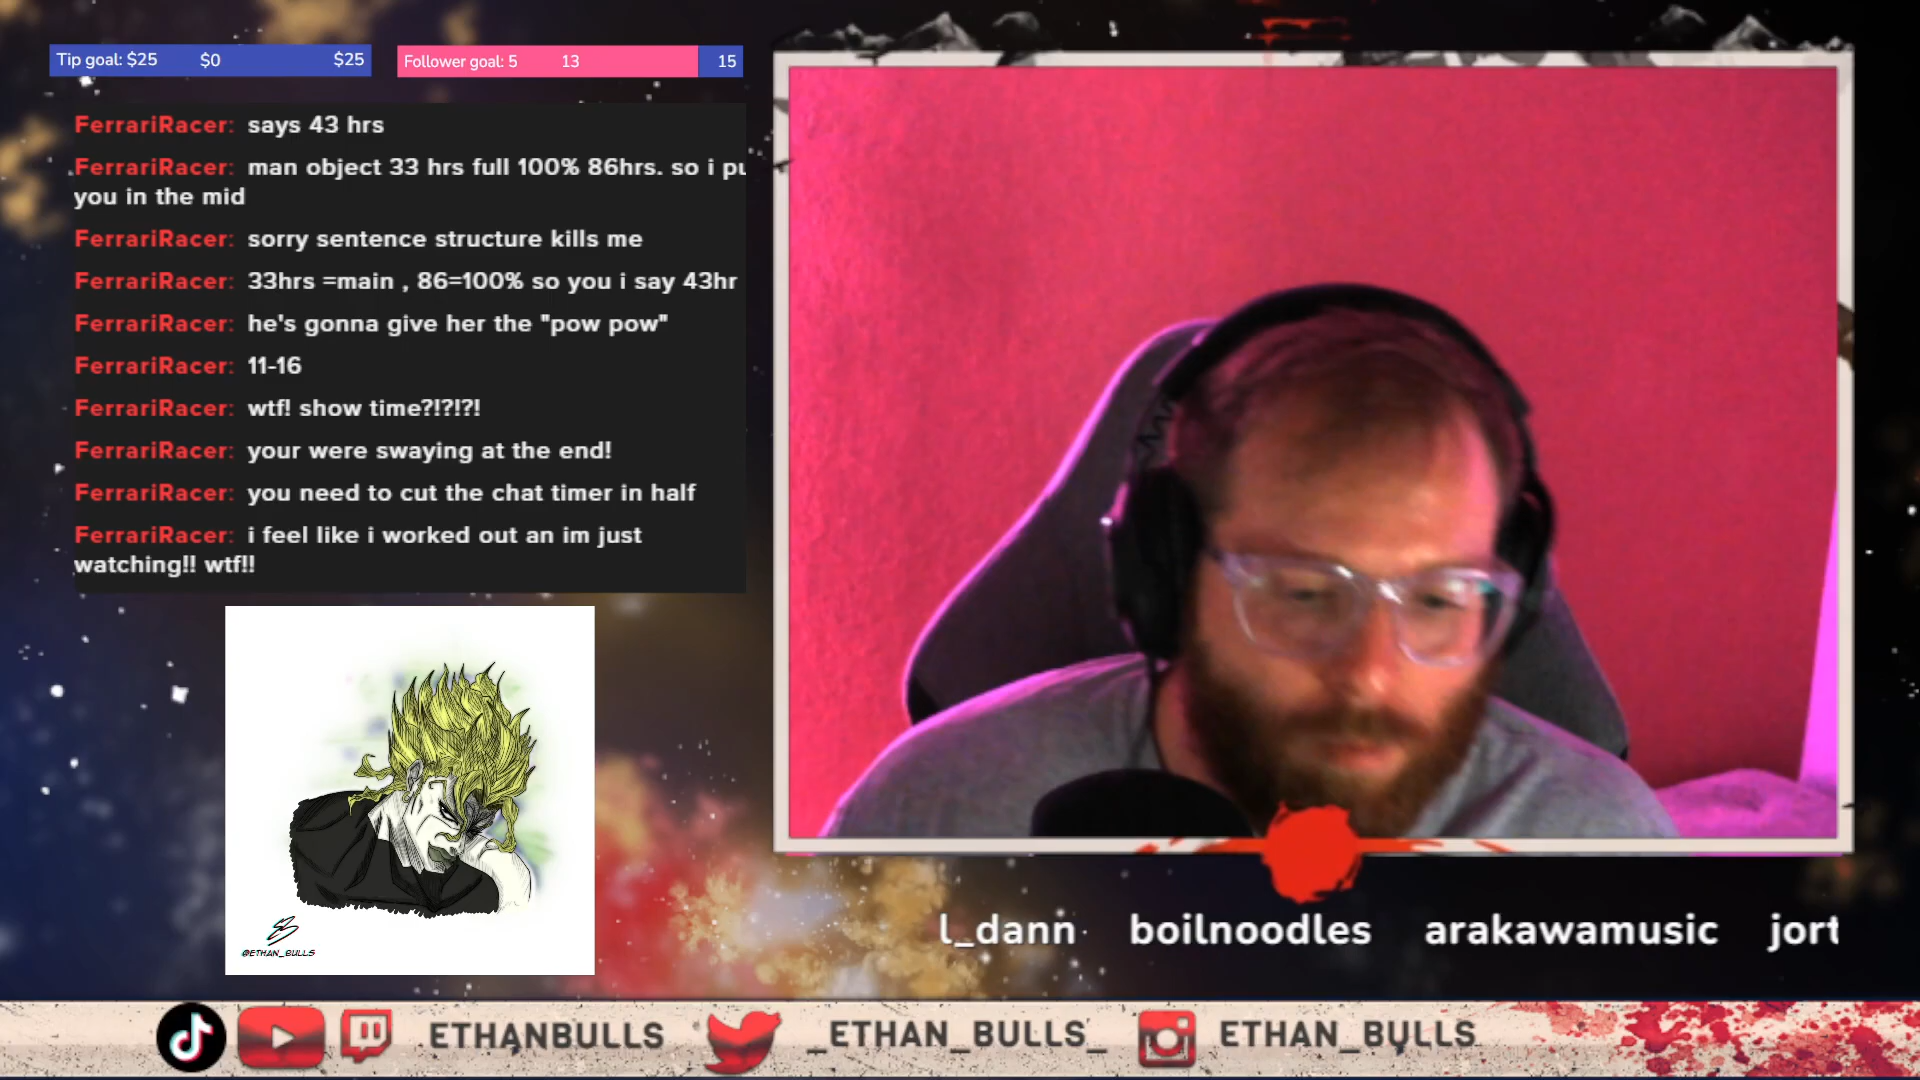 Tip goal: $25 $0 $25
Follower goal: 5 13 15
FerrariRacer: says 43 hrs
FerrariRacer: man object 33 hrs full 100% 86hrs. so i pu
you in the mid
FerrariRacer: sorry sentence structure kills me
FerrariRacer: 33hrs =main , 86=100% so you i say 43hr
FerrariRacer: he's gonna give her the "pow pow"
FerrariRacer: 11-16
FerrariRacer: wtf! show time?!?!?!
FerrariRacer: your were swaying at the end!
FerrariRacer: you need to cut the chat timer in half
FerrariRacer: i feel like i worked out an im just
watching!! wtf!!
@ETHAN_BULLS
l_dann boilnoodles arakawamusic jort
ETHANBULLS _ETHAN_BULLS_ ETHAN_BULLS